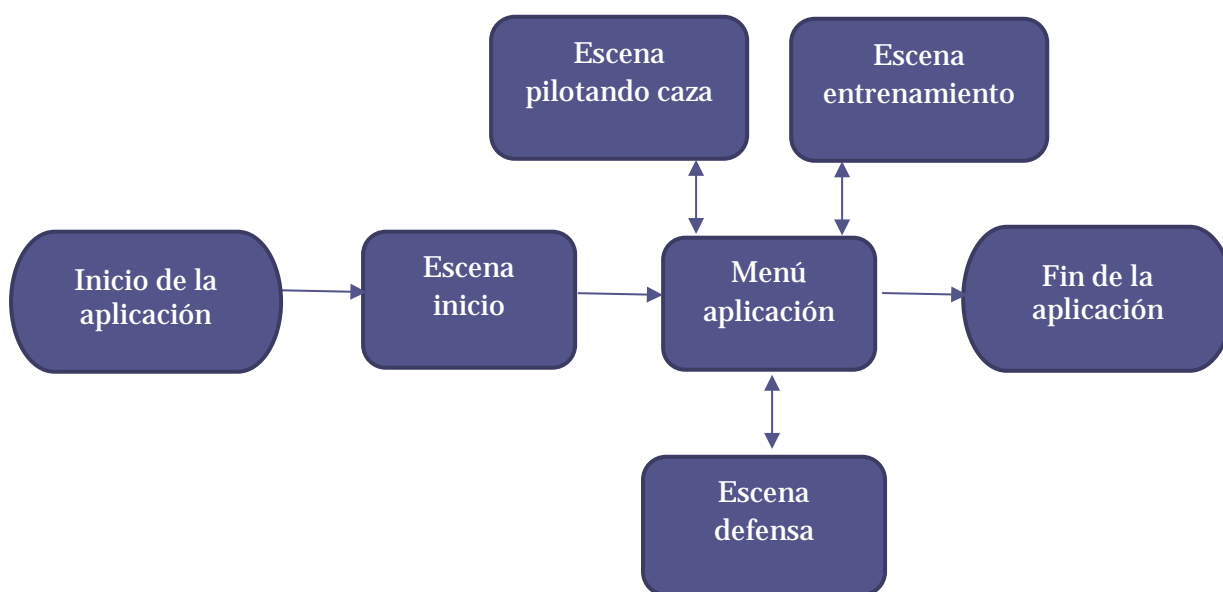 Escena
pilotando caza
Escena
entrenamiento
Inicio de la
aplicación
Escena
inicio
Menú
aplicación
Fin de la
aplicación
Escena
defensa